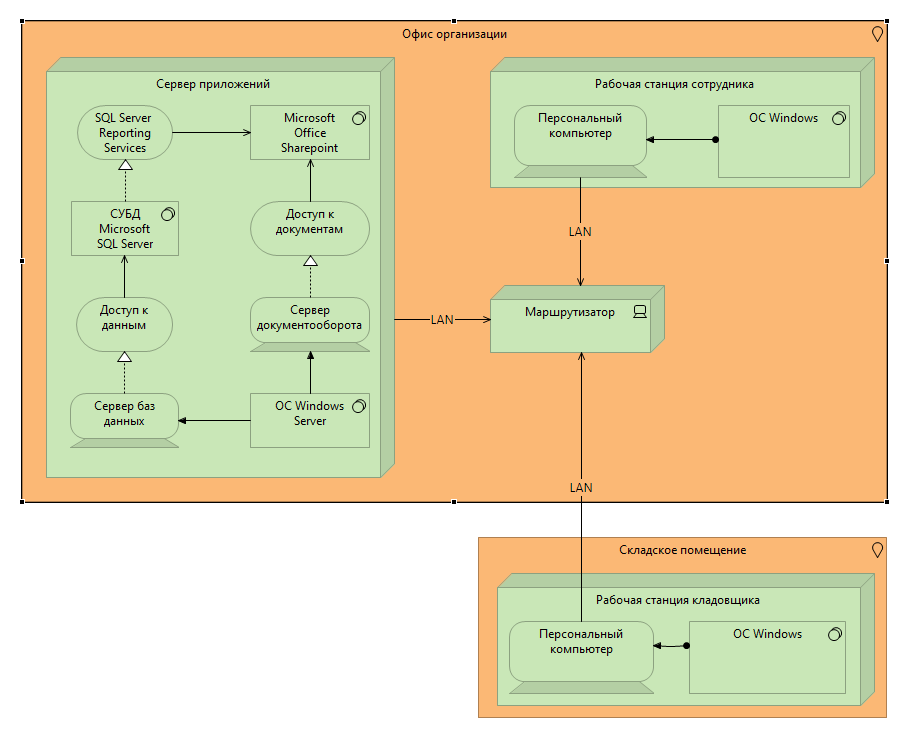 Офис организации
Сервер приложений
SQL Server
Reporting
Services
Microsoft
Office
Sharepoint
СУБД
Microsoft
SQL Server
Доступ к
документам
Доступ к
данным
Сервер
документооборота
Сервер баз
данных
ОС Windows
Server
LAN
Рабочая станция сотрудника
Персональный
компьютер
ОС Windows
LAN
Маршрутизатор
LAN
Складское помещение
Рабочая станция кладовщика
Персональный
компьютер
ОС Windows